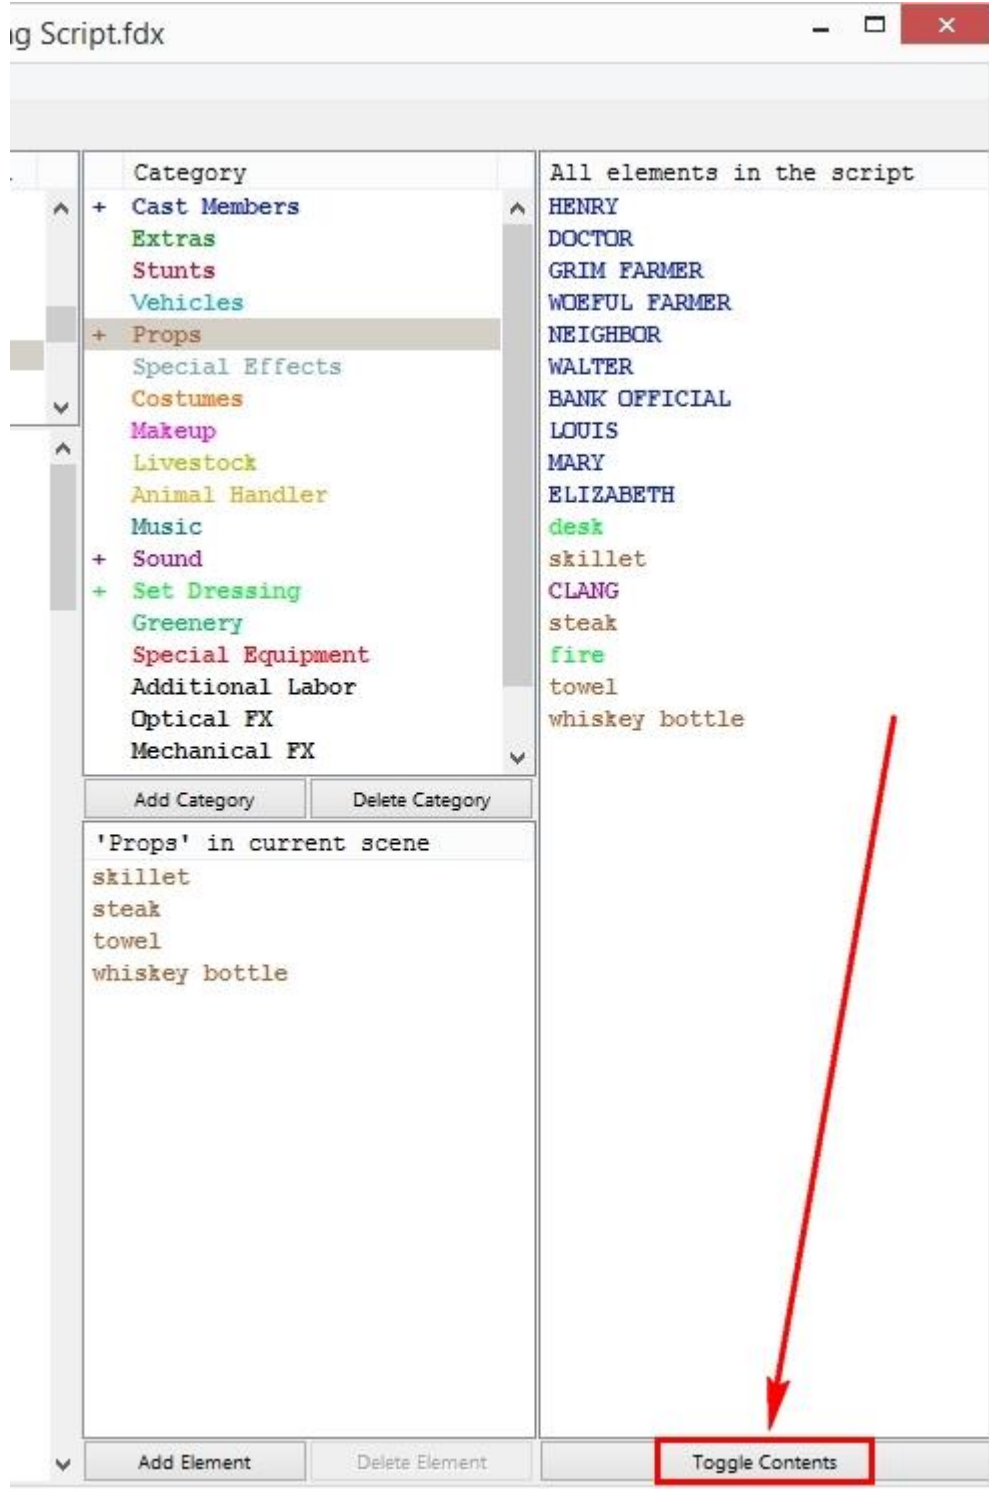 ng Script.fdx
Category
+ Cast Members
Extras
Stunts
Vehicles
+ Props
Special Effects
Costumes
Makeup
Livestock
Animal Handler
Music
+ Sound
+ Set Dressing
Greenery
Special Equipment
Additional Labor
Optical FX
Mechanical FX
Add Category
Delete Category
'Props' in current scene
skillet
steak
towel
whiskey bottle
Add Element
Delete Element
All elements in the script
HENRY
DOCTOR
GRIM FARMER
WOEFUL FARMER
NEIGHBOR
WALTER
BANK OFFICIAL
LOUIS
MARY
ELIZABETH
desk
skillet
CLANG
steak
fire
towel
whiskey bottle
Toggle Contents